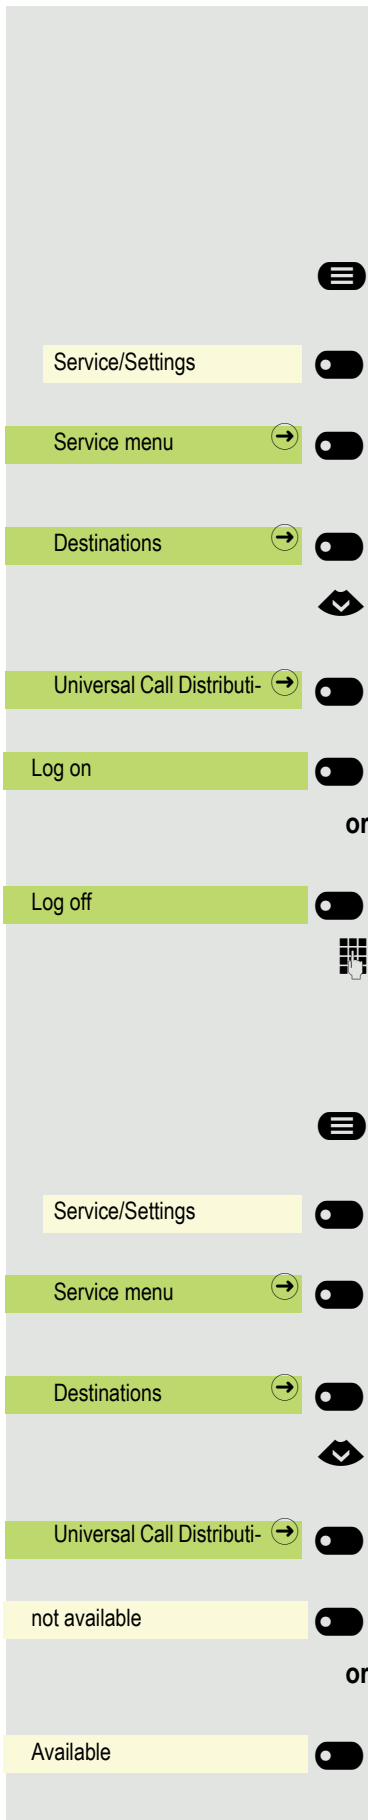 Service/Settings
Service menu
Destinations
Universal Call Distributi-
Log on
or
Log off
Service/Settings
Service menu
Destinations
Universal Call Distributi-
not available
or
Available